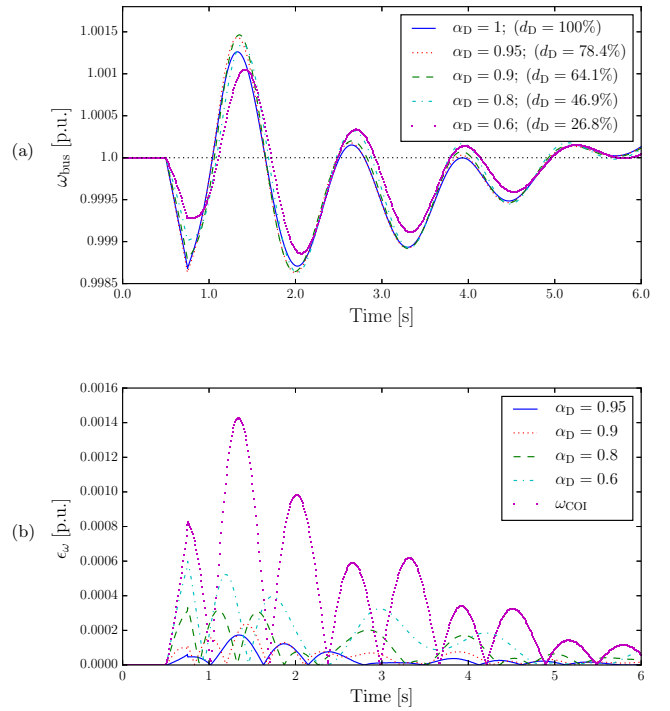 1.0015
1.001
1.0005
1.0
0.9995
0.999
0.9985
(a)
ω_bus [p.u.]
α_D = 1; (d_D = 100%)
α_D = 0.95; (d_D = 78.4%)
α_D = 0.9; (d_D = 64.1%)
α_D = 0.8; (d_D = 46.9%)
α_D = 0.6; (d_D = 26.8%)
0.0 1.0 2.0 3.0 4.0 5.0 6.0
Time [s]
0.0016
0.0014
0.0012
0.0010
0.0008
0.0006
0.0004
0.0002
0.0000
(b)
ϵ_ω [p.u.]
α_D = 0.95
α_D = 0.9
α_D = 0.8
α_D = 0.6
ω_COI
0 1 2 3 4 5 6
Time [s]